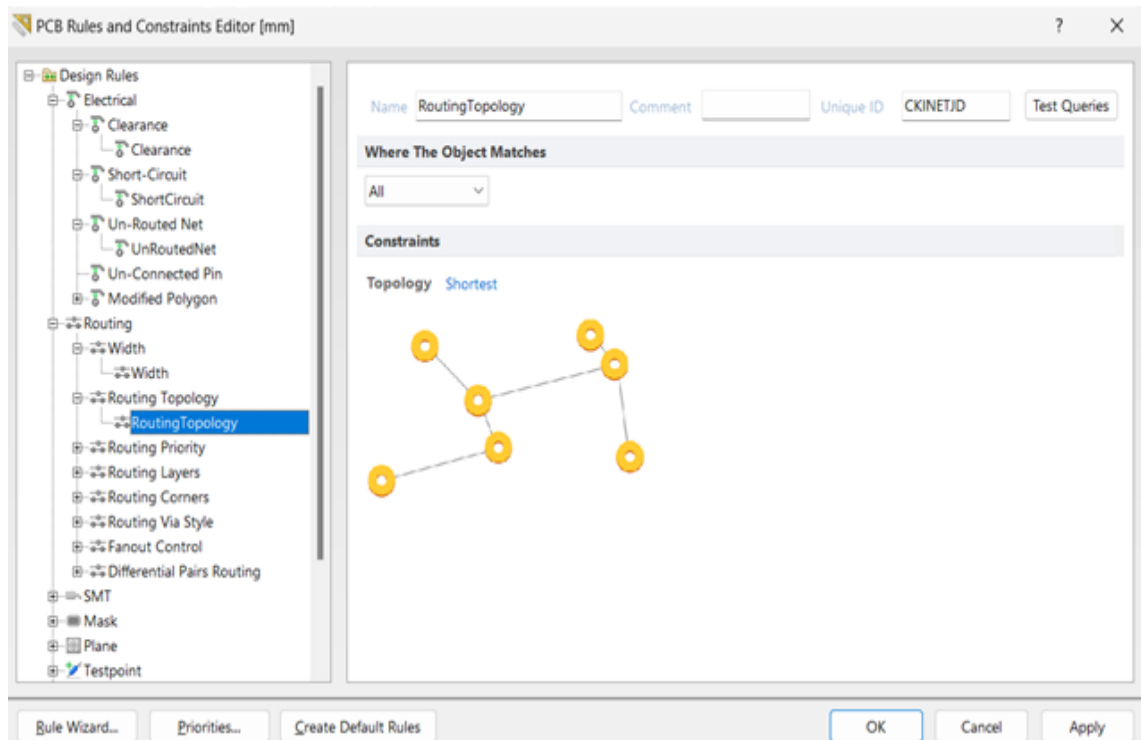 PCB Rules and Constraints Editor [mm] ?
Design Rules
Electrical
Clearance
Clearance
Short-Circuit
ShortCircuit
Un-Routed Net
UnRoutedNet
Un-Connected Pin
Modified Polygon
Routing
Width
Width
Routing Topology
RoutingTopology
Routing Priority
Routing Layers
Routing Corners
Routing Via Style
Fanout Control
Differential Pairs Routing
SMT
Mask
Plane
Testpoint
Name RoutingTopology Comment Unique ID CKINETJD Test Queries
Where The Object Matches
All
Constraints
Topology Shortest
Rule Wizard... Priorities... Create Default Rules OK Cancel Apply